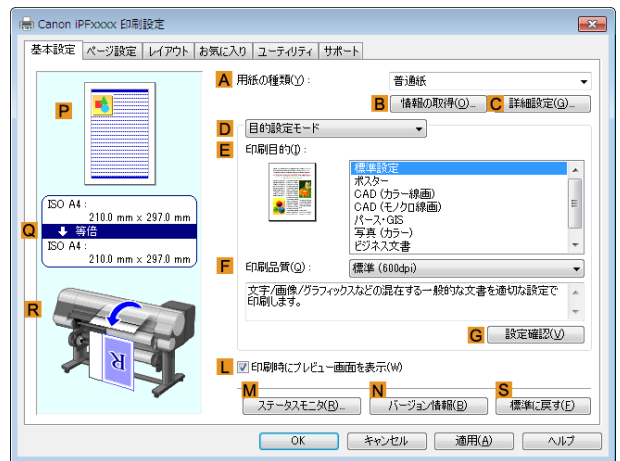 Canon iPFxxxx 印刷設定
基本設定 ページ設定 レイアウト お気に入り ユーティリティ サポート
A 用紙の種類(Y): 普通紙
B 情報の取得(O)... C 詳細設定(G)...
P
D 目的設定モード
E 印刷目的(I):
標準設定
ポスター
CAD (カラー線画)
CAD (モノクロ線画)
パース・GIS
写真 (カラー)
ビジネス文書
ISO A4:
210.0 mm x 297.0 mm
Q 等倍
ISO A4:
210.0 mm x 297.0 mm
F 印刷品質(Q): 標準 (600dpi)
文字/画像/グラフィックスなどの混在する一般的な文書を適切な設定で
印刷します。
R
R
G 設定確認(V)
L 印刷時にプレビュー画面を表示(W)
M N S
ステータスモニタ(R)... バージョン情報(B) 標準に戻す(F)
OK キャンセル 適用(A) ヘルプ